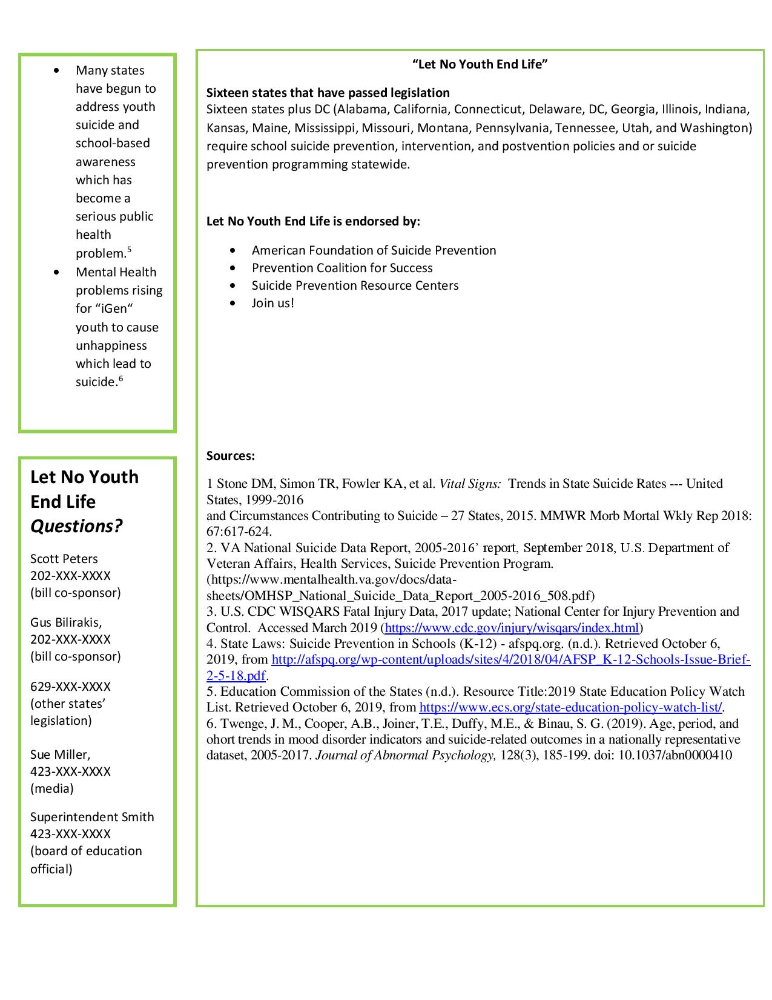 • Many states
have begun to
address youth
suicide and
school-based
awareness
which has
become a
serious public
health
problem.5
• Mental Health
problems rising
for “iGen“
youth to cause
unhappiness
which lead to
suicide.6
Let No Youth
End Life
Questions?
Scott Peters
202-XXX-XXXX
(bill co-sponsor)
Gus Bilirakis,
202-XXX-XXXX
(bill co-sponsor)
629-XXX-XXXX
(other states’
legislation)
Sue Miller,
423-XXX-XXXX
(media)
Superintendent Smith
423-XXX-XXXX
(board of education
official)
“Let No Youth End Life”
Sixteen states that have passed legislation
Sixteen states plus DC (Alabama, California, Connecticut, Delaware, DC, Georgia, Illinois, Indiana,
Kansas, Maine, Mississippi, Missouri, Montana, Pennsylvania, Tennessee, Utah, and Washington)
require school suicide prevention, intervention, and postvention policies and or suicide
prevention programming statewide.
Let No Youth End Life is endorsed by:
• American Foundation of Suicide Prevention
• Prevention Coalition for Success
• Suicide Prevention Resource Centers
• Join us!
Sources:
1 Stone DM, Simon TR, Fowler KA, et al. Vital Signs:  Trends in State Suicide Rates --- United
States, 1999-2016
and Circumstances Contributing to Suicide – 27 States, 2015. MMWR Morb Mortal Wkly Rep 2018:
67:617-624.
2. VA National Suicide Data Report, 2005-2016’ report, September 2018, U.S. Department of
Veteran Affairs, Health Services, Suicide Prevention Program.
(https://www.mentalhealth.va.gov/docs/data-
sheets/OMHSP_National_Suicide_Data_Report_2005-2016_508.pdf)
3. U.S. CDC WISQARS Fatal Injury Data, 2017 update; National Center for Injury Prevention and
Control.  Accessed March 2019 (https://www.cdc.gov/injury/wisqars/index.html)
4. State Laws: Suicide Prevention in Schools (K-12) - afspq.org. (n.d.). Retrieved October 6,
2019, from http://afspq.org/wp-content/uploads/sites/4/2018/04/AFSP_K-12-Schools-Issue-Brief-
2-5-18.pdf.
5. Education Commission of the States (n.d.). Resource Title:2019 State Education Policy Watch
List. Retrieved October 6, 2019, from https://www.ecs.org/state-education-policy-watch-list/.
6. Twenge, J. M., Cooper, A.B., Joiner, T.E., Duffy, M.E., & Binau, S. G. (2019). Age, period, and
ohort trends in mood disorder indicators and suicide-related outcomes in a nationally representative
dataset, 2005-2017. Journal of Abnormal Psychology, 128(3), 185-199. doi: 10.1037/abn0000410